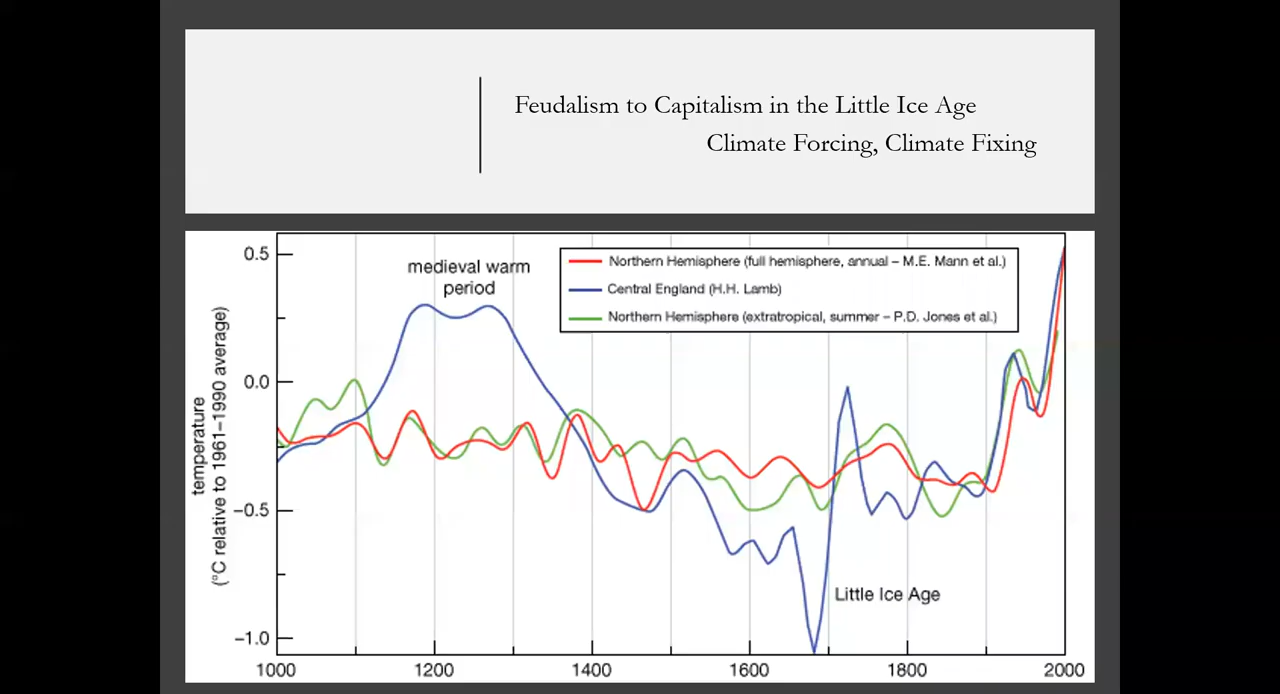 Feudalism to Capitalism in the Little Ice Age
Climate Forcing, Climate Fixing
medieval warm
period
Northern Hemisphere (full hemisphere, annual – M.E. Mann et al.)
Central England (H.H. Lamb)
Northern Hemisphere (extratropical, summer – P.D. Jones et al.)
temperature
(°C relative to 1961–1990 average)
0.5
0.0
−0.5
−1.0
Little Ice Age
1000 1200 1400 1600 1800 2000